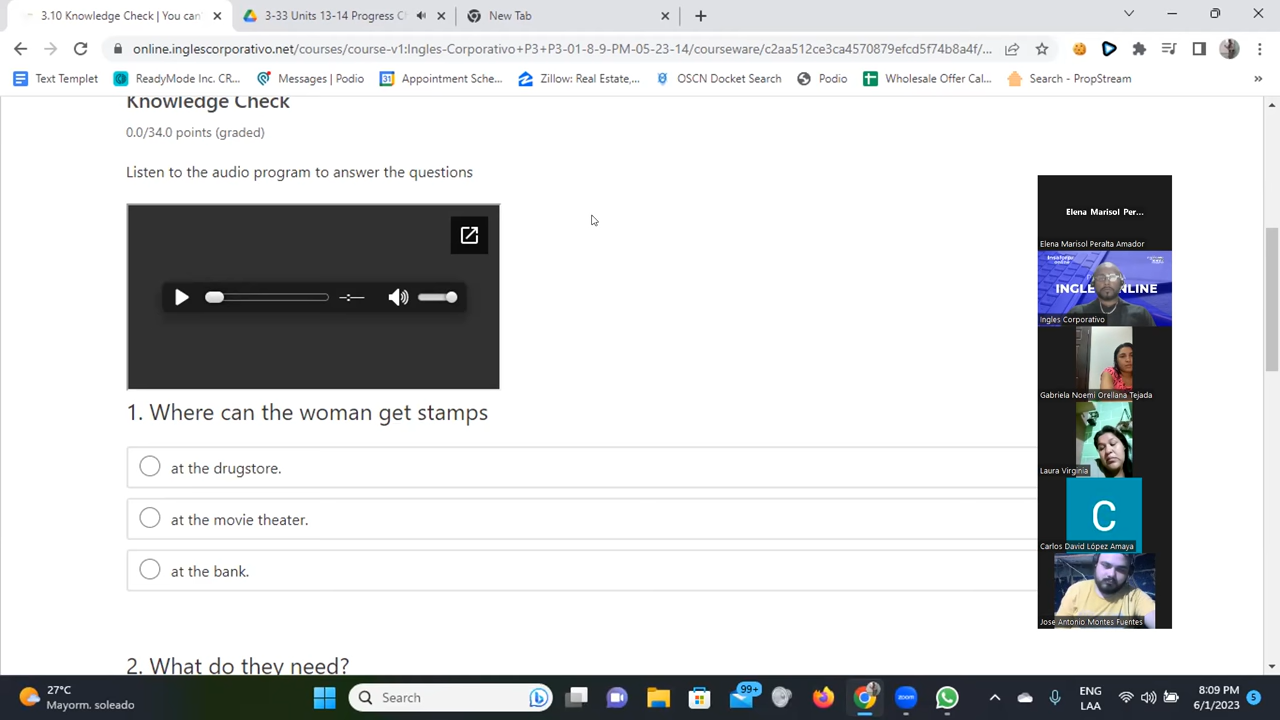 3.10 Knowledge Check | You can'
3-33 Units 13-14 Progress C
New Tab
online.inglescorporativo.net/courses/course-v1:Ingles-Corporativo+P3+P3-01-8-9-PM-05-23-14/courseware/c2aa512ce3ca4570879efcd5f74b8a4f/...
Text Templet
ReadyMode Inc. CR...
Messages | Podio
Appointment Sche...
Zillow: Real Estate,...
OSCN Docket Search
Podio
Wholesale Offer Cal...
Search - PropStream
»
Knowledge Check
0.0/34.0 points (graded)
Listen to the audio program to answer the questions
-:-
1. Where can the woman get stamps
at the drugstore.
at the movie theater.
at the bank.
2. What do they need?
Elena Marisol Per...
Elena Marisol Peralta Amador
Ingles Corporativo
Gabriela Noemi Orellana Tejada
Laura Virginia
C
Carlos David López Amaya
Jose Antonio Montes Fuentes
27°C
Mayorm. soleado
Search
99+
zoom
ENG
LAA
8:09 PM
6/1/2023
5